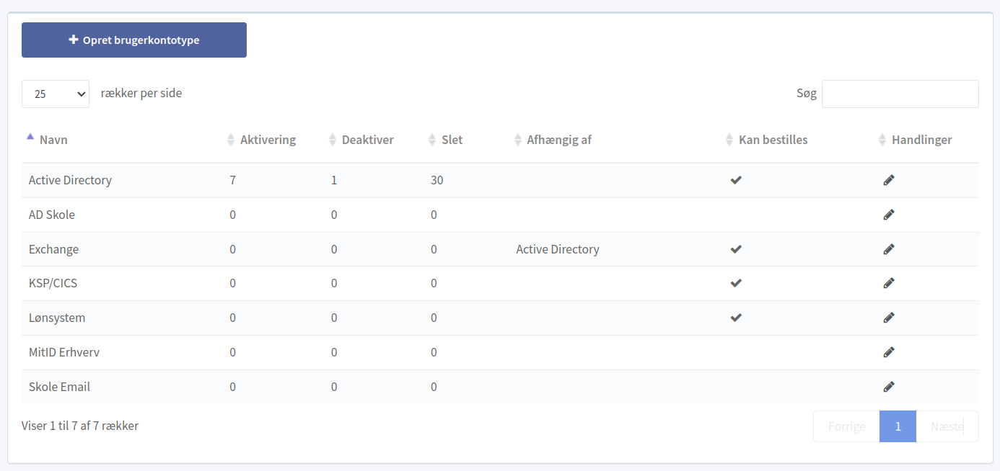 Opret brugerkontotype
25 rækker per side Søg
Navn Aktivering Deaktiver Slet Afhængig af Kan bestilles Handlinger
Active Directory 7 1 30
AD Skole 0 0 0
Exchange 0 0 0 Active Directory
KSP/CICS 0 0 0
Lønsystem 0 0 0
MitID Erhverv 0 0 0
Skole Email 0 0 0
Viser 1 til 7 af 7 rækker Forrige 1 Næste